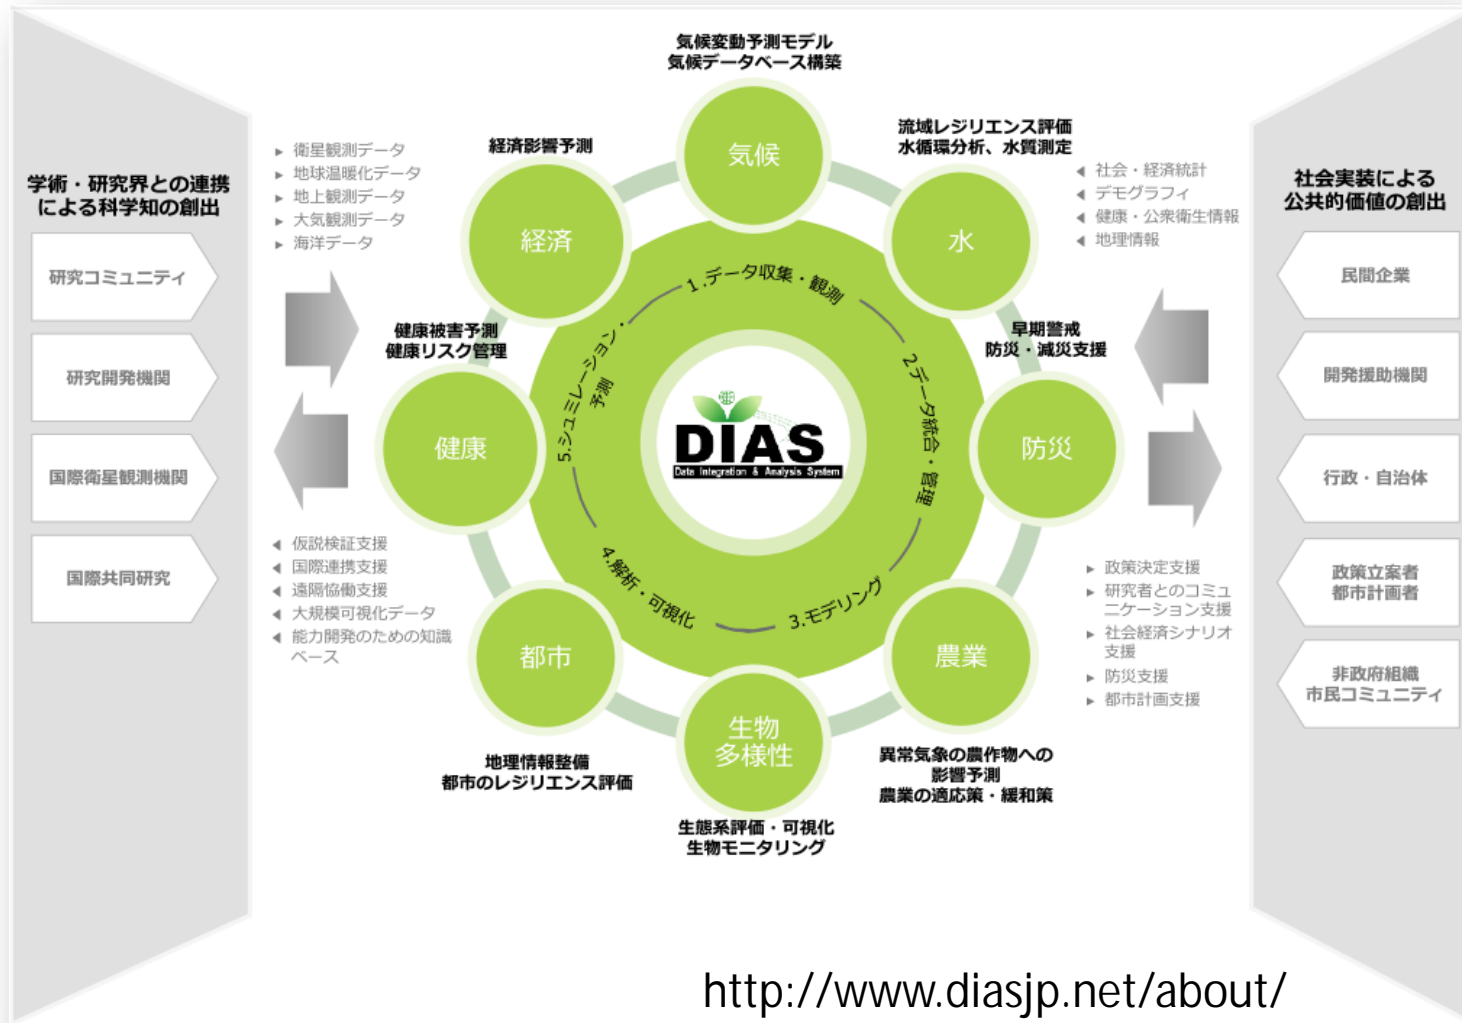 気候変動予測モデル
気候データベース構築
気候
流域レジリエンス評価
水循環分析、水質測定
水
経済影響予測
経済
▶ 衛星観測データ
▶ 地球温暖化データ
▶ 地上観測データ
▶ 大気観測データ
▶ 海洋データ
◀ 社会・経済統計
◀ デモグラフィ
◀ 健康・公衆衛生情報
◀ 地理情報
学術・研究界との連携
による科学知の創出
研究コミュニティ
研究開発機関
国際衛星観測機関
国際共同研究
社会実装による
公共的価値の創出
民間企業
開発援助機関
行政・自治体
政策立案者
都市計画者
非政府組織
市民コミュニティ
健康被害予測
健康リスク管理
健康
早期警戒
防災・減災支援
防災
1.データ収集・観測
2.データ統合・管理
3.モデリング
4.解析・可視化
5.シュミレーション・
予測
DIAS
Data Integration & Analysis System
◀ 仮説検証支援
◀ 国際連携支援
◀ 遠隔協働支援
◀ 大規模可視化データ
◀ 能力開発のための知識
ベース
▶ 政策決定支援
▶ 研究者とのコミュ
ニケーション支援
▶ 社会経済シナリオ
支援
▶ 防災支援
▶ 都市計画支援
都市
地理情報整備
都市のレジリエンス評価
生物
多様性
生態系評価・可視化
生物モニタリング
農業
異常気象の農作物への
影響予測
農業の適応策・緩和策
http://www.diasjp.net/about/